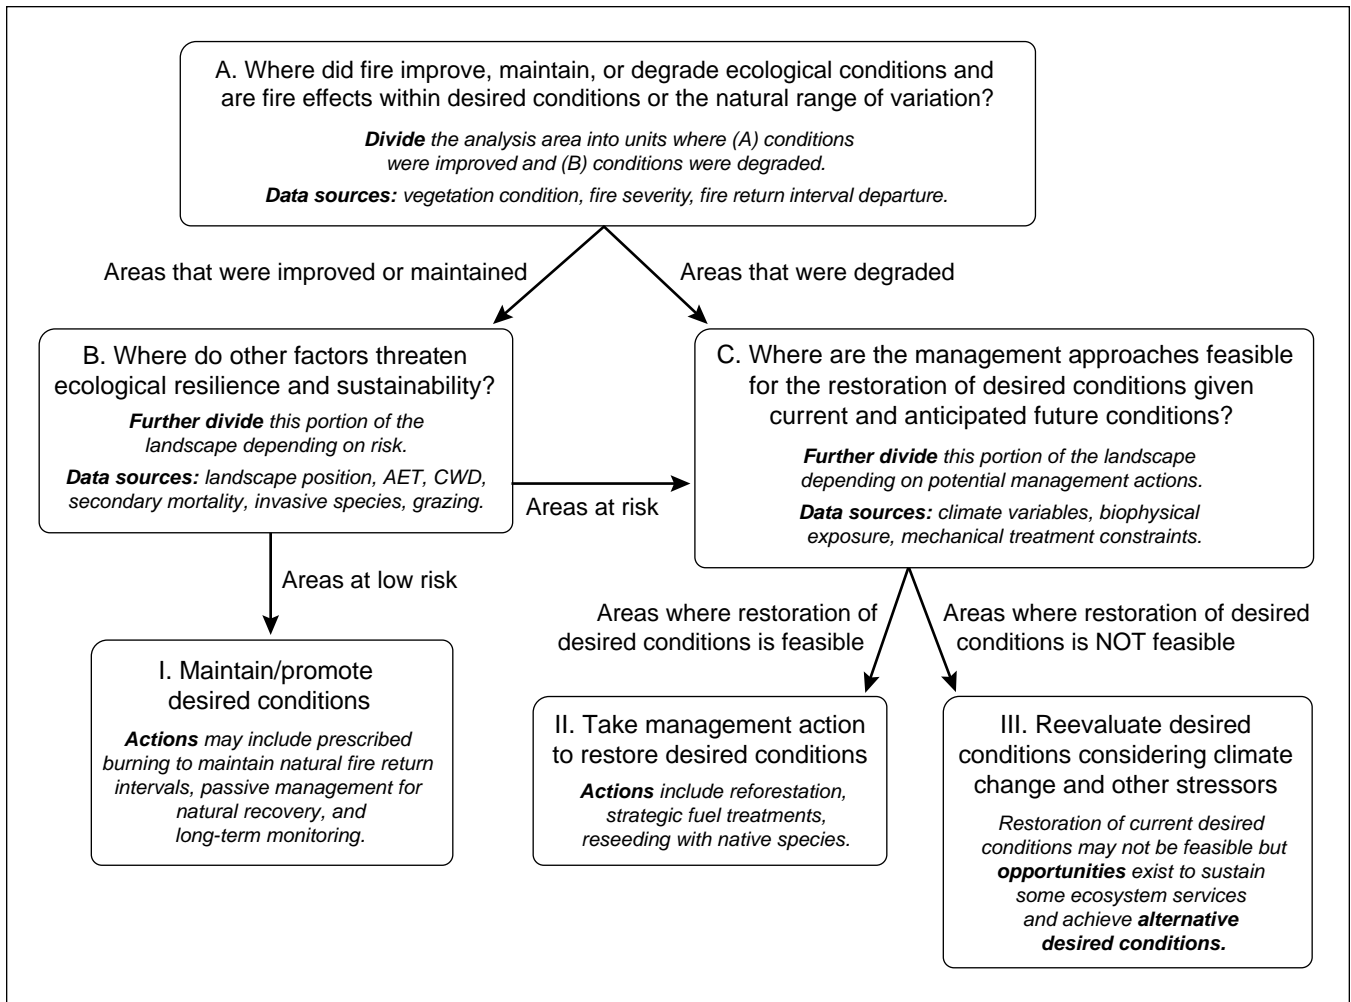 A. Where did fire improve, maintain, or degrade ecological conditions and
are fire effects within desired conditions or the natural range of variation?
Divide the analysis area into units where (A) conditions
were improved and (B) conditions were degraded.
Data sources: vegetation condition, fire severity, fire return interval departure.
Areas that were improved or maintained
Areas that were degraded
B. Where do other factors threaten
ecological resilience and sustainability?
Further divide this portion of the
landscape depending on risk.
Data sources: landscape position, AET, CWD,
secondary mortality, invasive species, grazing.
Areas at risk
C. Where are the management approaches feasible
for the restoration of desired conditions given
current and anticipated future conditions?
Further divide this portion of the landscape
depending on potential management actions.
Data sources: climate variables, biophysical
exposure, mechanical treatment constraints.
Areas at low risk
Areas where restoration of
desired conditions is feasible
Areas where restoration of desired
conditions is NOT feasible
I. Maintain/promote
desired conditions
Actions may include prescribed
burning to maintain natural fire return
intervals, passive management for
natural recovery, and
long-term monitoring.
II. Take management action
to restore desired conditions
Actions include reforestation,
strategic fuel treatments,
reseeding with native species.
III. Reevaluate desired
conditions considering climate
change and other stressors
Restoration of current desired
conditions may not be feasible but
opportunities exist to sustain
some ecosystem services
and achieve alternative
desired conditions.